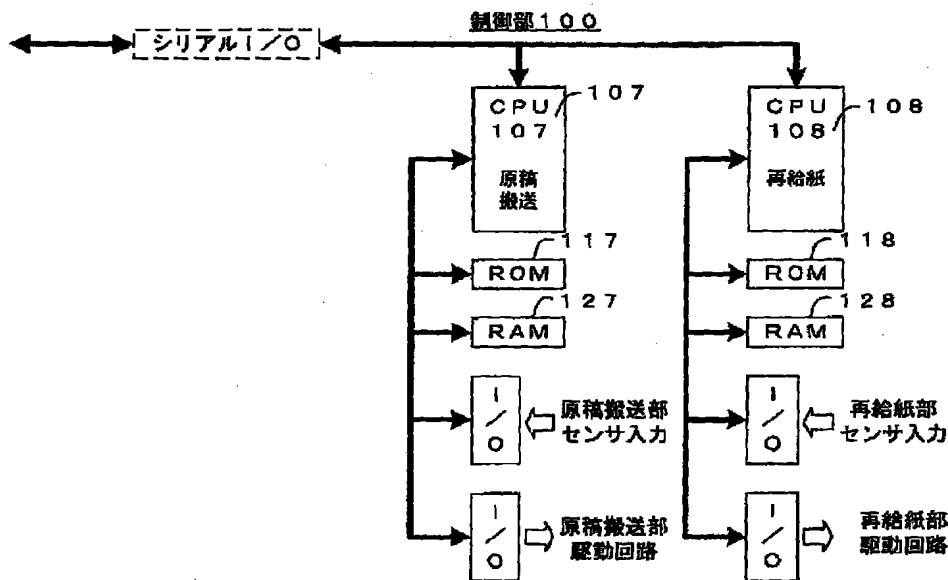 制御部100
シリアルI/O
CPU
107
原稿
搬送
107
CPU
108
再給紙
108
ROM
117
ROM
118
RAM
127
RAM
128
I/O
原稿搬送部
センサ入力
I/O
再給紙部
センサ入力
I/O
原稿搬送部
駆動回路
I/O
再給紙部
駆動回路